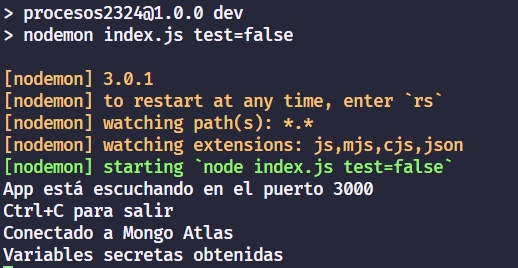 > procesos2324@1.0.0 dev
> nodemon index.js test=false
[nodemon] 3.0.1
[nodemon] to restart at any time, enter `rs`
[nodemon] watching path(s): *.*
[nodemon] watching extensions: js,mjs,cjs,json
[nodemon] starting `node index.js test=false`
App está escuchando en el puerto 3000
Ctrl+C para salir
Conectado a Mongo Atlas
Variables secretas obtenidas